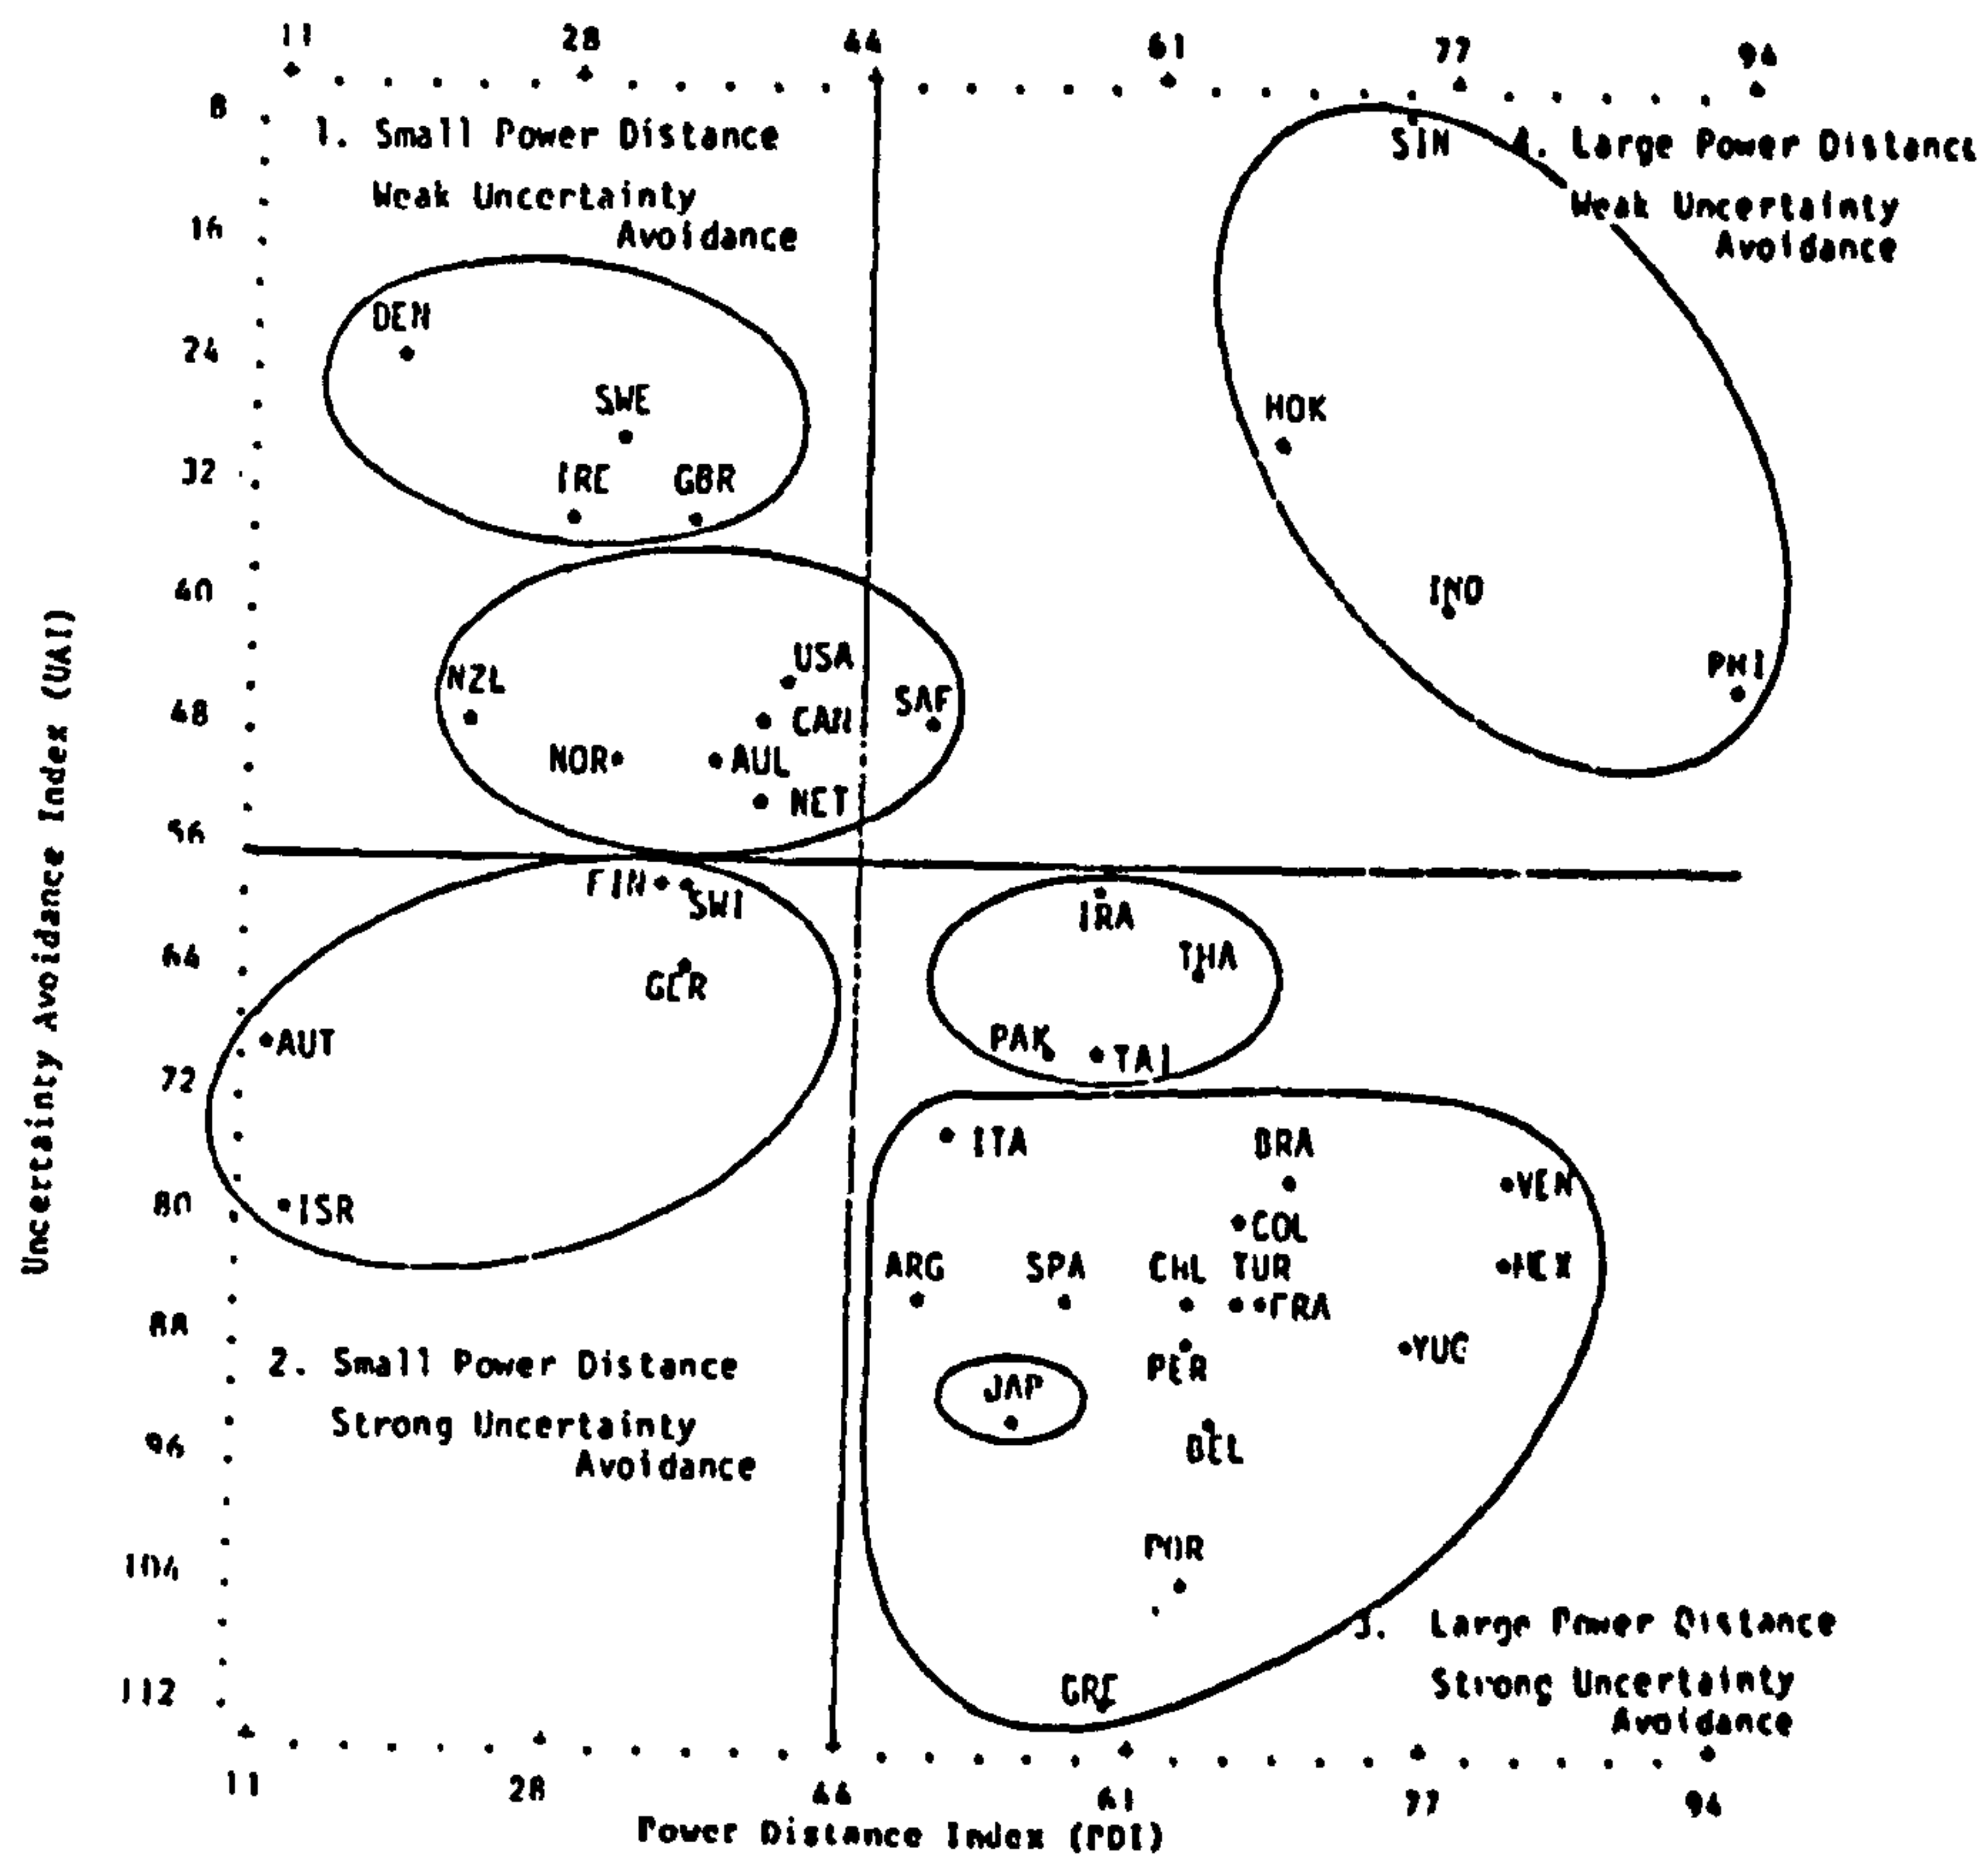 11 28 44 61 77 94
8
1. Small Power Distance
Weak Uncertainty
Avoidance
SIN
4. Large Power Distance
Weak Uncertainty
Avoidance
16
DEN
24
SWE
HOK
32
IRE GBR
40
IND
USA
PHI
NZL
SAF
48
CAN
NOR AUL
NET
56
FIN
SWI
IRA
64
THA
GER
AUT
PAK TAI
72
ITA BRA
VEN
80
ISR
COL
ARG SPA CHL TUR
MEX
FRA
88
2. Small Power Distance
YUG
PER
JAP
Strong Uncertainty
Avoidance
96
BEL
POR
104
3. Large Power Distance
Strong Uncertainty
Avoidance
GRE
112
11 28 44 61 77 94
Power Distance Index (PDI)
Uncertainty Avoidance Index (UAI)